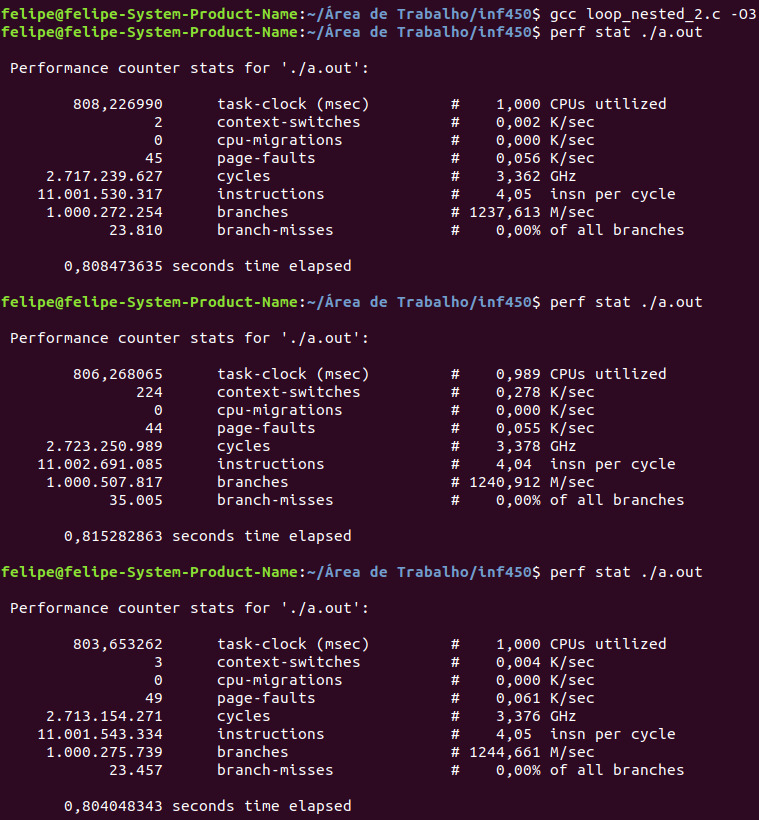 felipe@felipe-System-Product-Name:~/Área de Trabalho/inf450$ gcc loop_nested_2.c -O3
felipe@felipe-System-Product-Name:~/Área de Trabalho/inf450$ perf stat ./a.out
Performance counter stats for './a.out':
808,226990 task-clock (msec) # 1,000 CPUs utilized
2 context-switches # 0,002 K/sec
0 cpu-migrations # 0,000 K/sec
45 page-faults # 0,056 K/sec
2.717.239.627 cycles # 3,362 GHz
11.001.530.317 instructions # 4,05 insn per cycle
1.000.272.254 branches # 1237,613 M/sec
23.810 branch-misses # 0,00% of all branches
0,808473635 seconds time elapsed
felipe@felipe-System-Product-Name:~/Área de Trabalho/inf450$ perf stat ./a.out
Performance counter stats for './a.out':
806,268065 task-clock (msec) # 0,989 CPUs utilized
224 context-switches # 0,278 K/sec
0 cpu-migrations # 0,000 K/sec
44 page-faults # 0,055 K/sec
2.723.250.989 cycles # 3,378 GHz
11.002.691.085 instructions # 4,04 insn per cycle
1.000.507.817 branches # 1240,912 M/sec
35.005 branch-misses # 0,00% of all branches
0,815282863 seconds time elapsed
felipe@felipe-System-Product-Name:~/Área de Trabalho/inf450$ perf stat ./a.out
Performance counter stats for './a.out':
803,653262 task-clock (msec) # 1,000 CPUs utilized
3 context-switches # 0,004 K/sec
0 cpu-migrations # 0,000 K/sec
49 page-faults # 0,061 K/sec
2.713.154.271 cycles # 3,376 GHz
11.001.543.334 instructions # 4,05 insn per cycle
1.000.275.739 branches # 1244,661 M/sec
23.457 branch-misses # 0,00% of all branches
0,804048343 seconds time elapsed